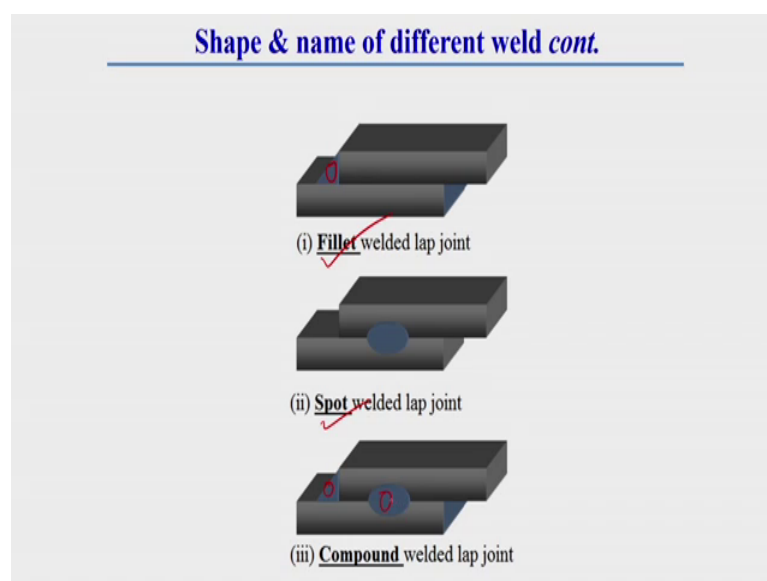 Shape & name of different weld cont.
(i) Fillet welded lap joint
(ii) Spot welded lap joint
(iii) Compound welded lap joint